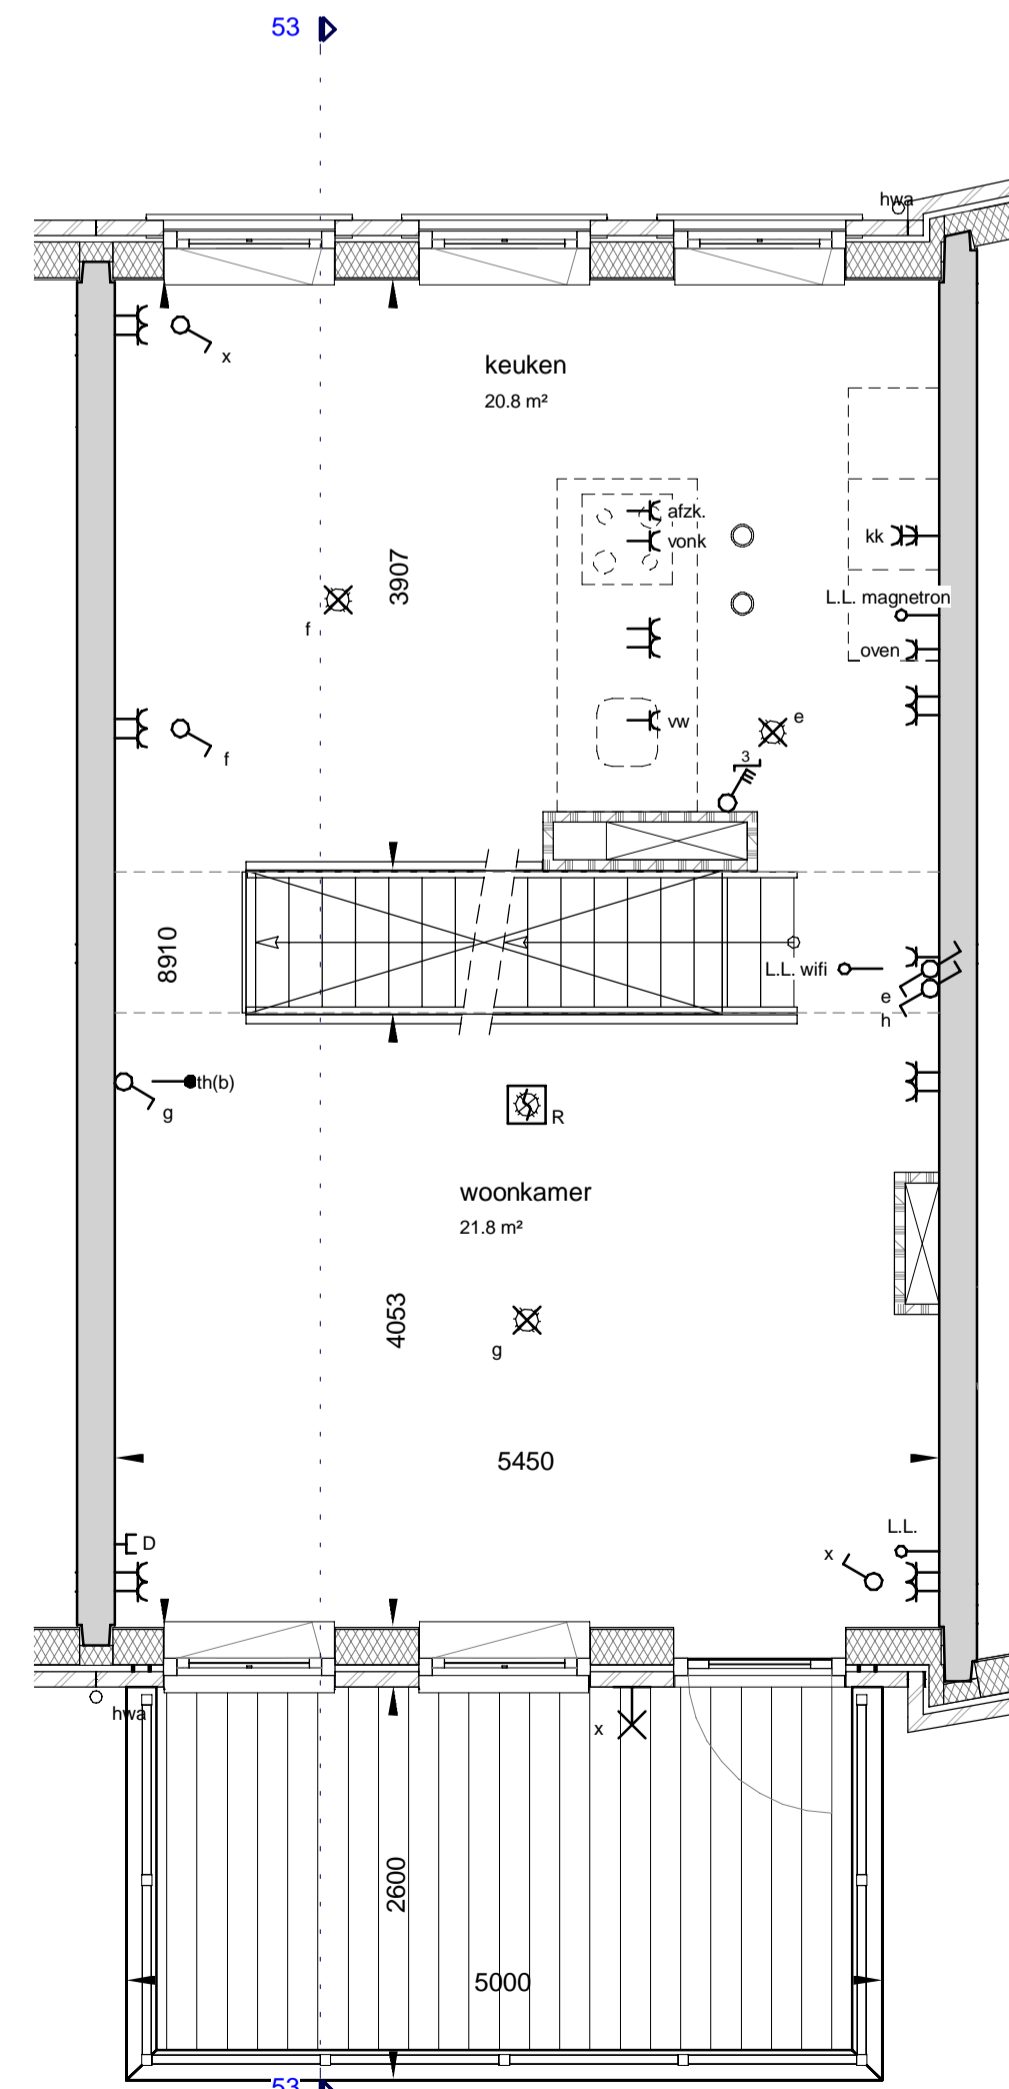 53
hwa
x
keuken
20.8 m²
afzk.
vonk
kk
3907
L.L. magnetron
f
oven
vw
e
f
3
8910
L.L. wifi
e
h
th(b)
g
R
woonkamer
21.8 m²
4053
g
5450
L.L.
D
x
hwa
x
2600
5000
53